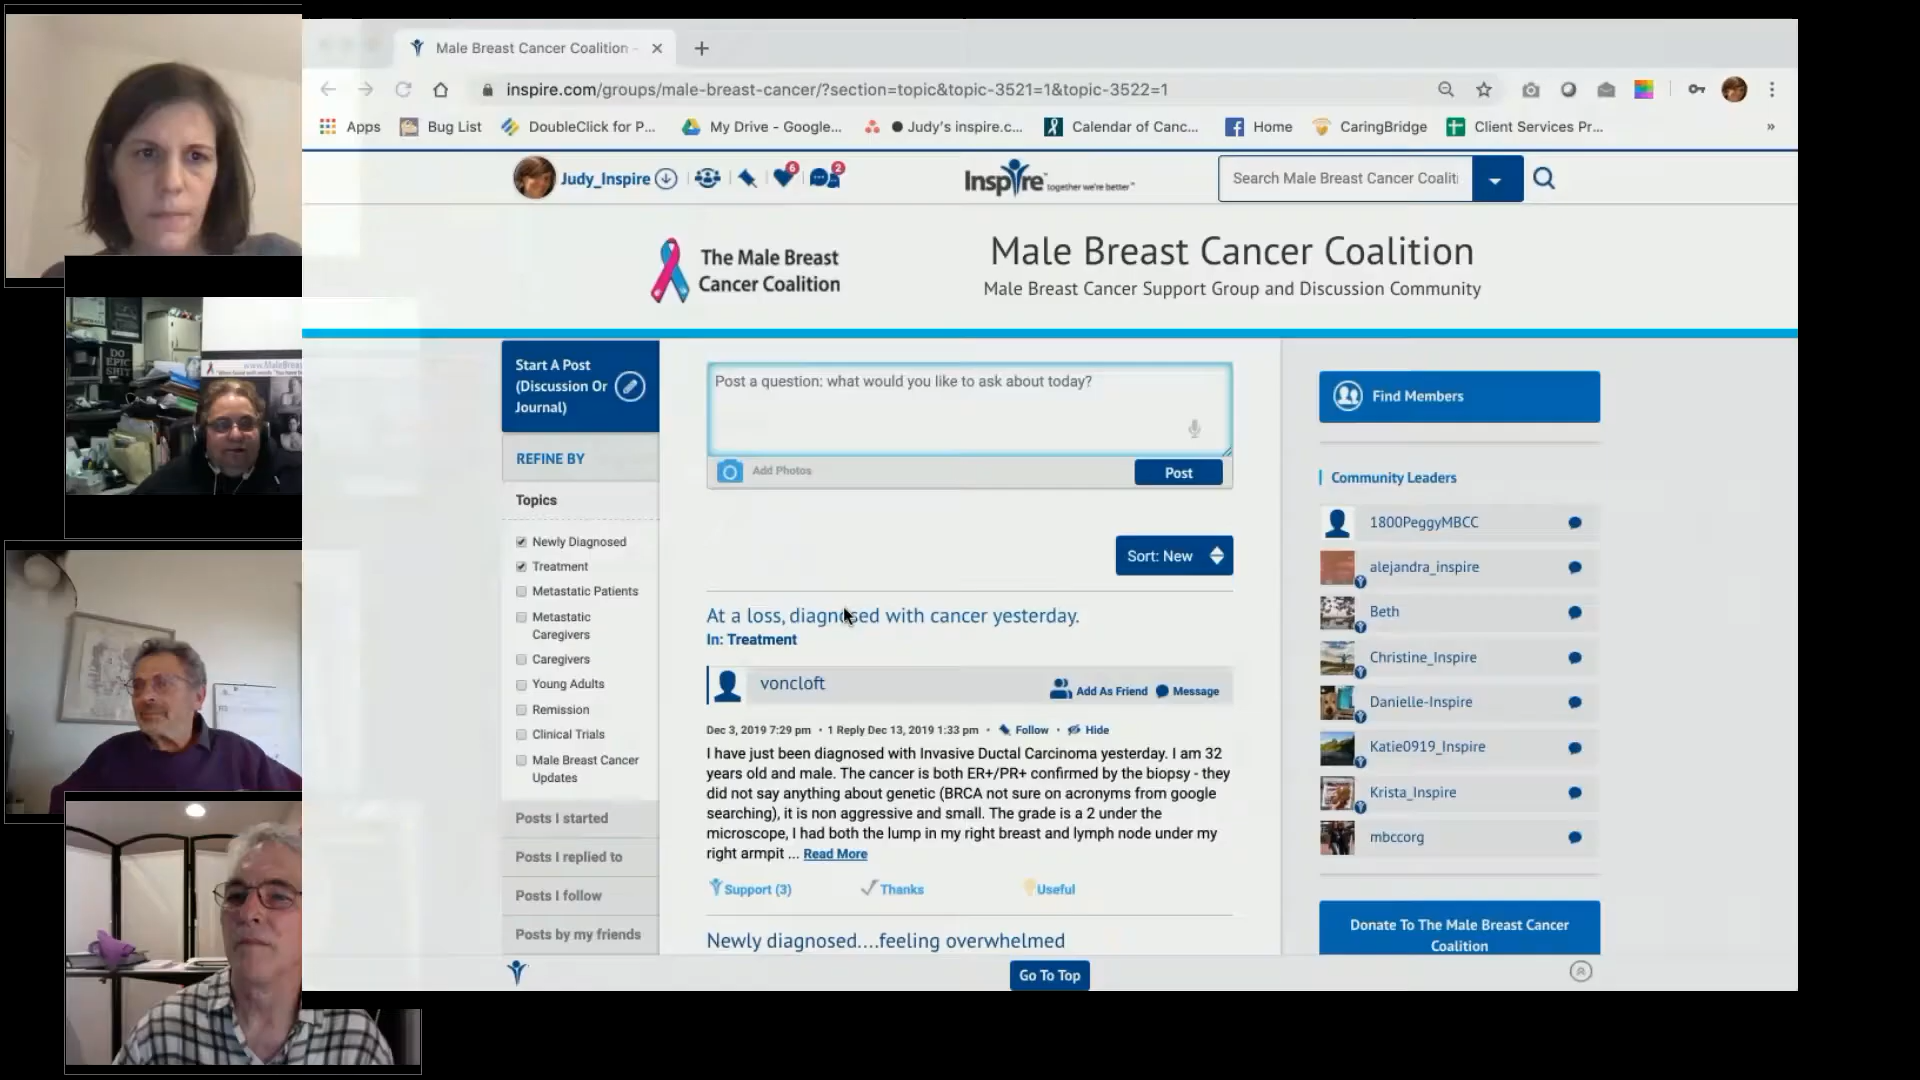 Male Breast Cancer Coalition -
inspire.com/groups/male-breast-cancer/?section=topic&topic-3521=1&topic-3522=1
Apps
Bug List
DoubleClick for P...
My Drive - Google...
Judy's inspire.c...
Calendar of Canc...
Home
CaringBridge
Client Services Pr...
»
Judy_Inspire
6
2
Inspire together we're better™
Search Male Breast Cancer Coaliti
The Male Breast
Cancer Coalition
Male Breast Cancer Coalition
Male Breast Cancer Support Group and Discussion Community
DO
EPIC
SHIT
Start A Post
(Discussion Or
Journal)
REFINE BY
Topics
Newly Diagnosed
Treatment
Metastatic Patients
Metastatic
Caregivers
Caregivers
Young Adults
Remission
Clinical Trials
Male Breast Cancer
Updates
Posts I started
Posts I replied to
Posts I follow
Posts by my friends
Post a question: what would you like to ask about today?
Add Photos
Post
Sort: New
At a loss, diagnosed with cancer yesterday.
In: Treatment
voncloft
Add As Friend
Message
Dec 3, 2019 7:29 pm • 1 Reply Dec 13, 2019 1:33 pm • Follow • Hide
I have just been diagnosed with Invasive Ductal Carcinoma yesterday. I am 32
years old and male. The cancer is both ER+/PR+ confirmed by the biopsy - they
did not say anything about genetic (BRCA not sure on acronyms from google
searching), it is non aggressive and small. The grade is a 2 under the
microscope, I had both the lump in my right breast and lymph node under my
right armpit ... Read More
Support (3)
Thanks
Useful
Newly diagnosed....feeling overwhelmed
Go To Top
Find Members
Community Leaders
1800PeggyMBCC
alejandra_inspire
Beth
Christine_Inspire
Danielle-Inspire
Katie0919_Inspire
Krista_Inspire
mbccorg
Donate To The Male Breast Cancer
Coalition